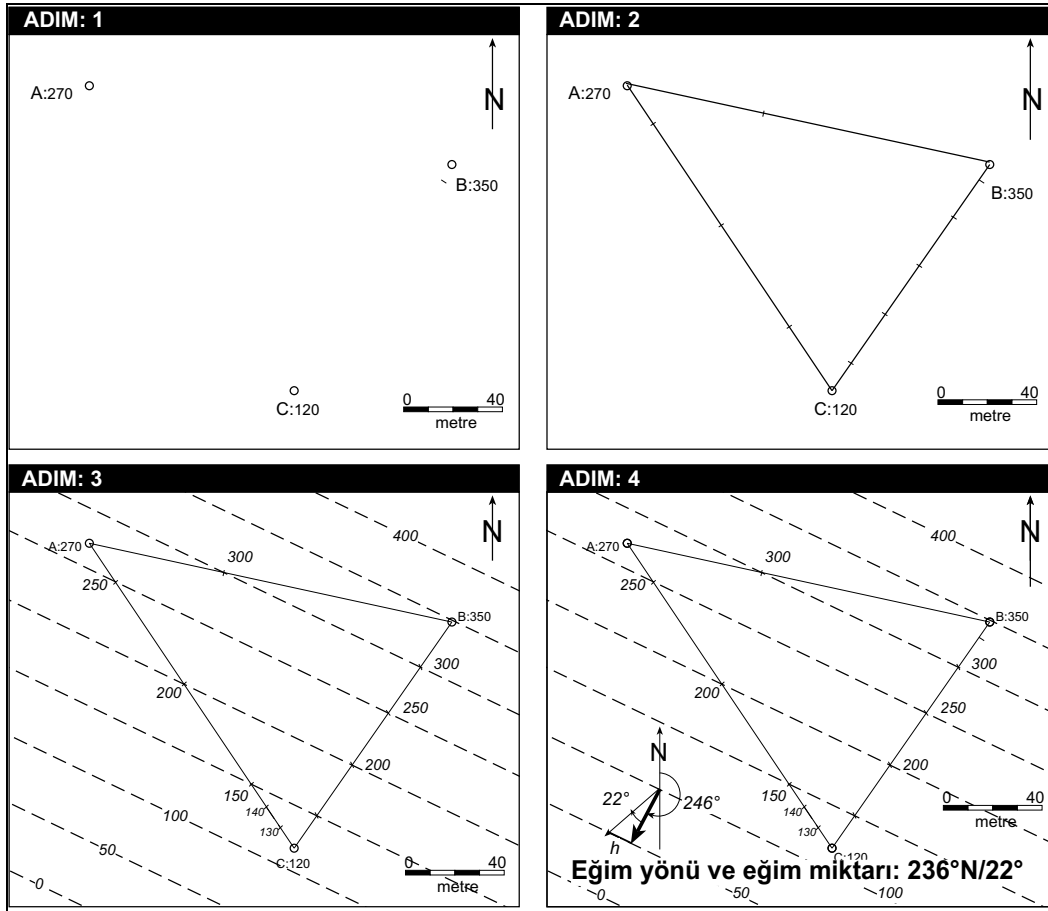 ADIM: 1
N
A:270
B:350
C:120
0 40
metre
ADIM: 2
N
A:270
B:350
C:120
0 40
metre
ADIM: 3
N
400
300
A:270
250
B:350
300
200
250
200
150
140
130
100
C:120
50
0
0 40
metre
ADIM: 4
N
400
300
A:270
250
B:350
300
200
250
200
N
150
140
130
22°
246°
h
C:120
0 40
metre
Eğim yönü ve eğim miktarı: 236°N/22°
0
50
100